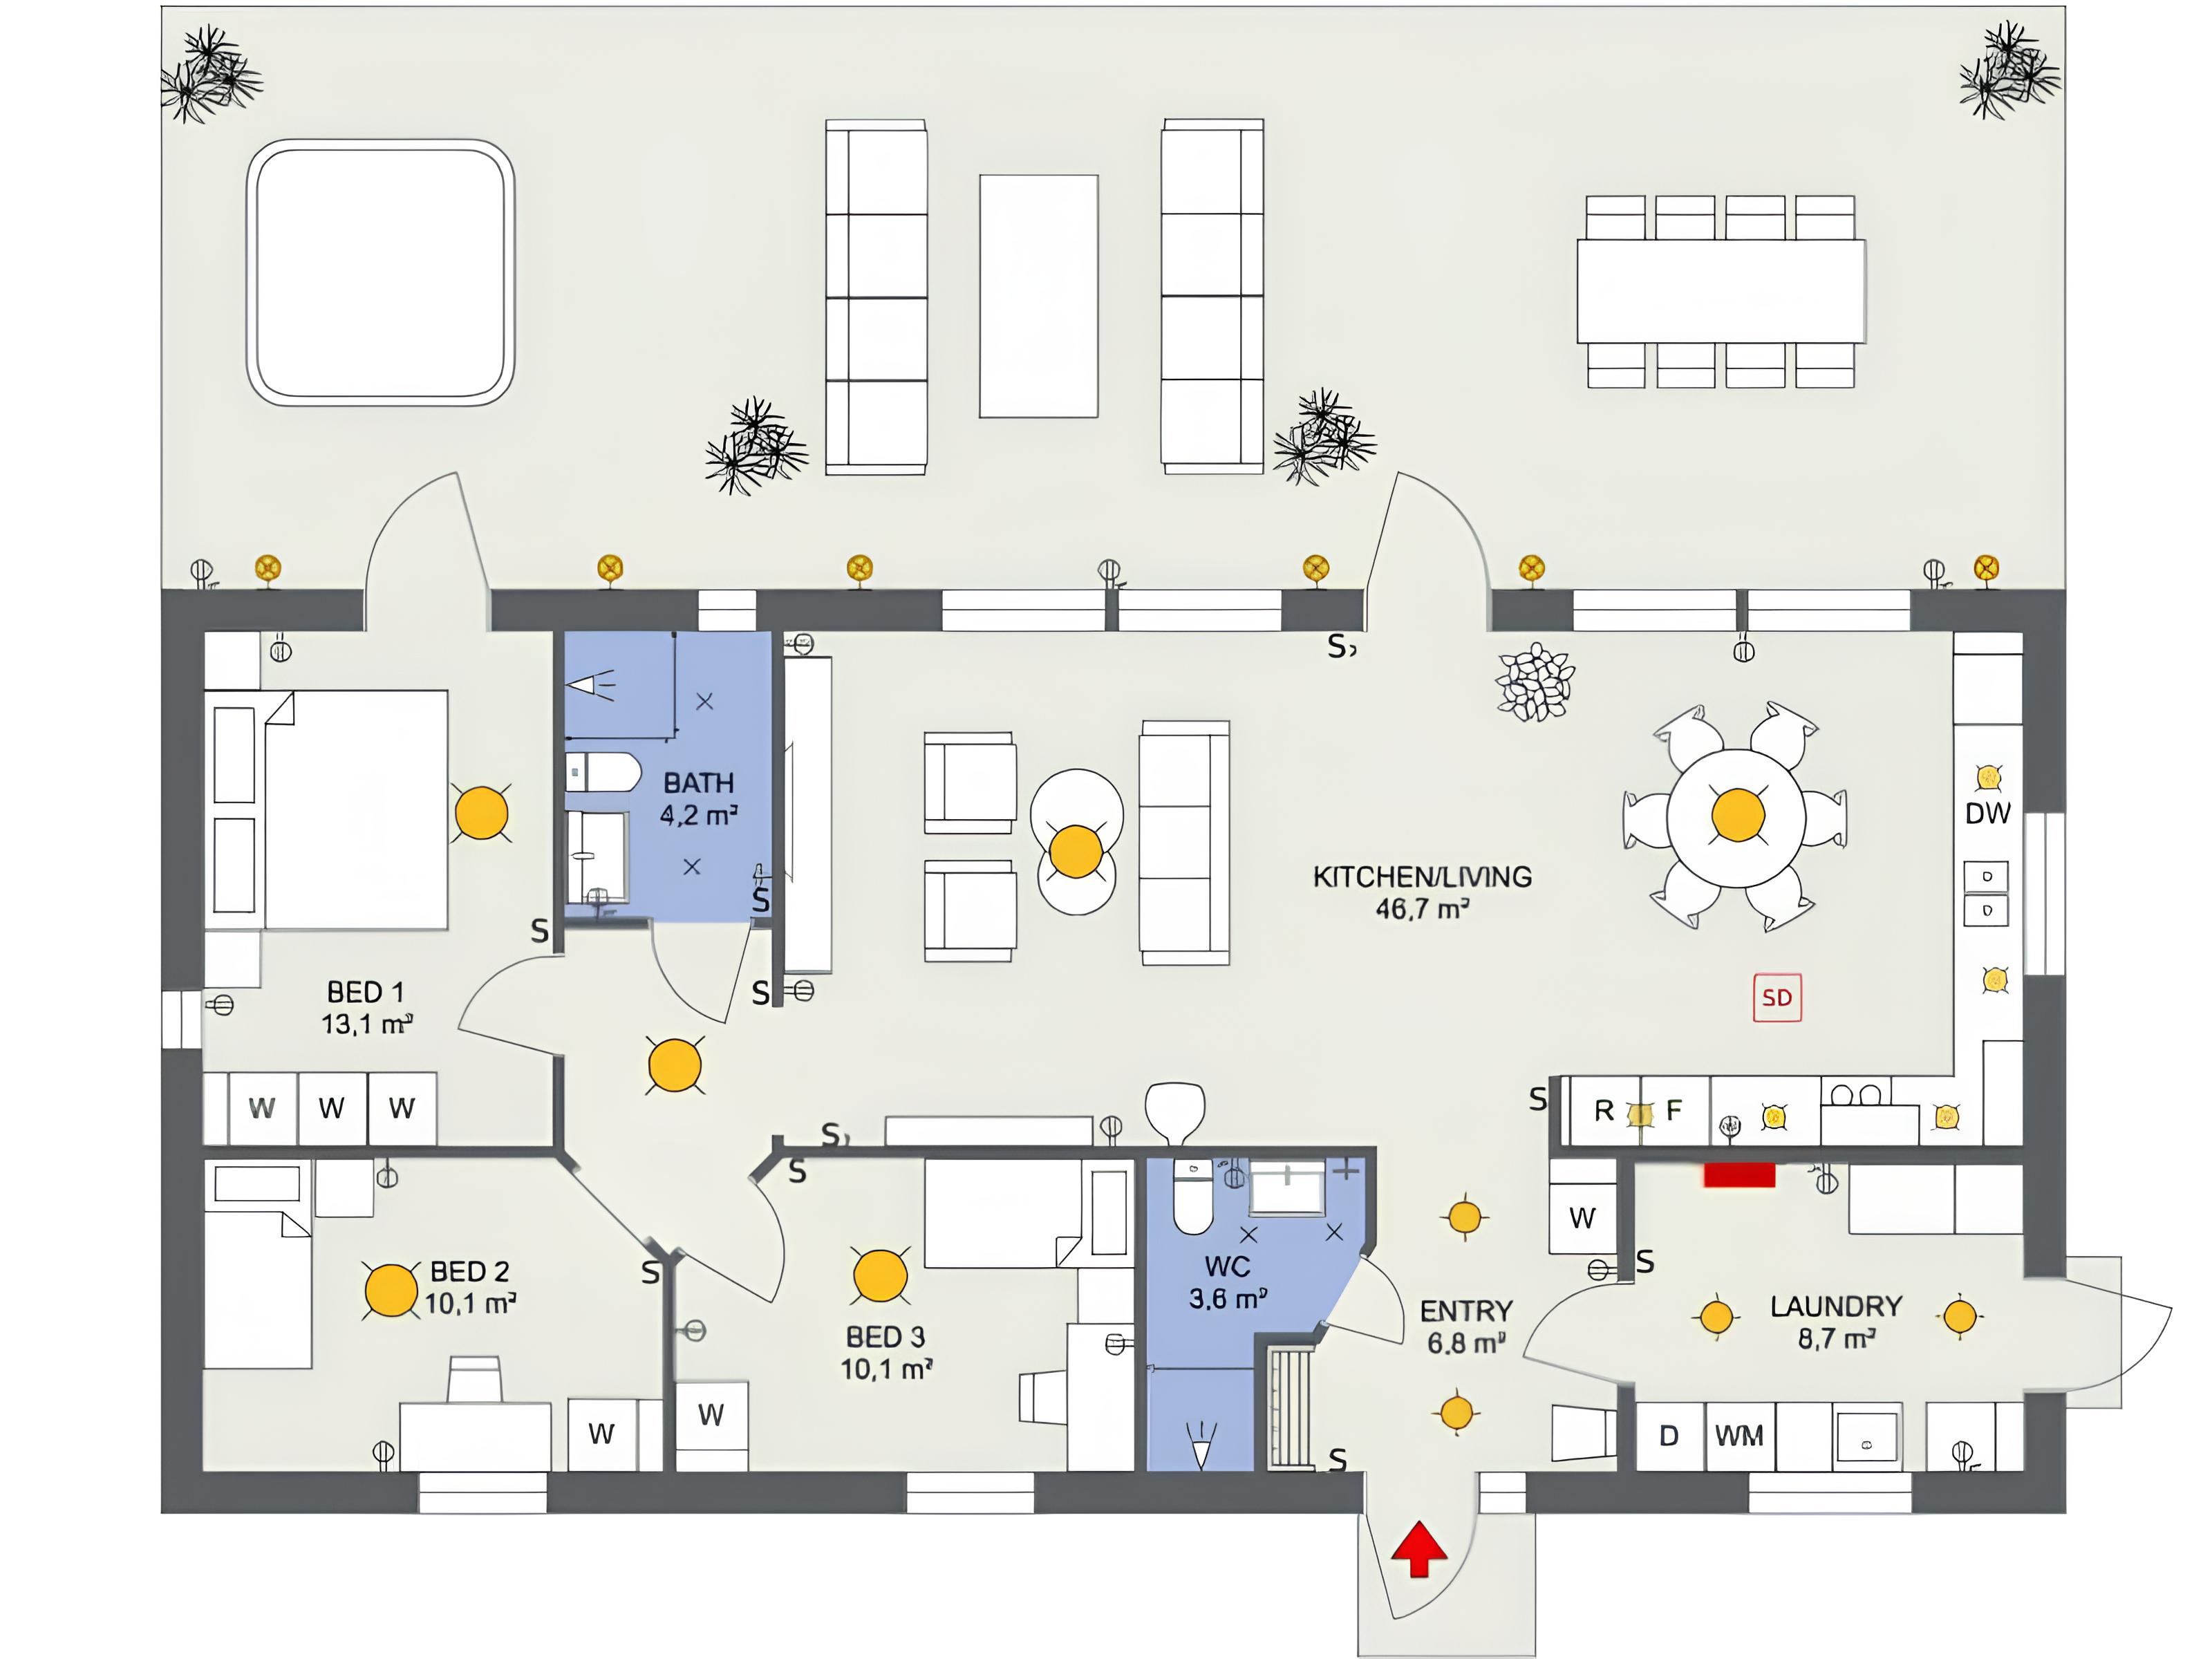 S
DW
BATH
4,2 m²
S
KITCHEN/LIVING
46,7 m²
S
BED 1
13,1 m²
S
SD
W
W
W
S
R
F
S
S
W
S
BED 2
10,1 m²
S
WC
3,6 m²
BED 3
10,1 m²
ENTRY
6,8 m²
LAUNDRY
8,7 m²
W
W
D
WM
S